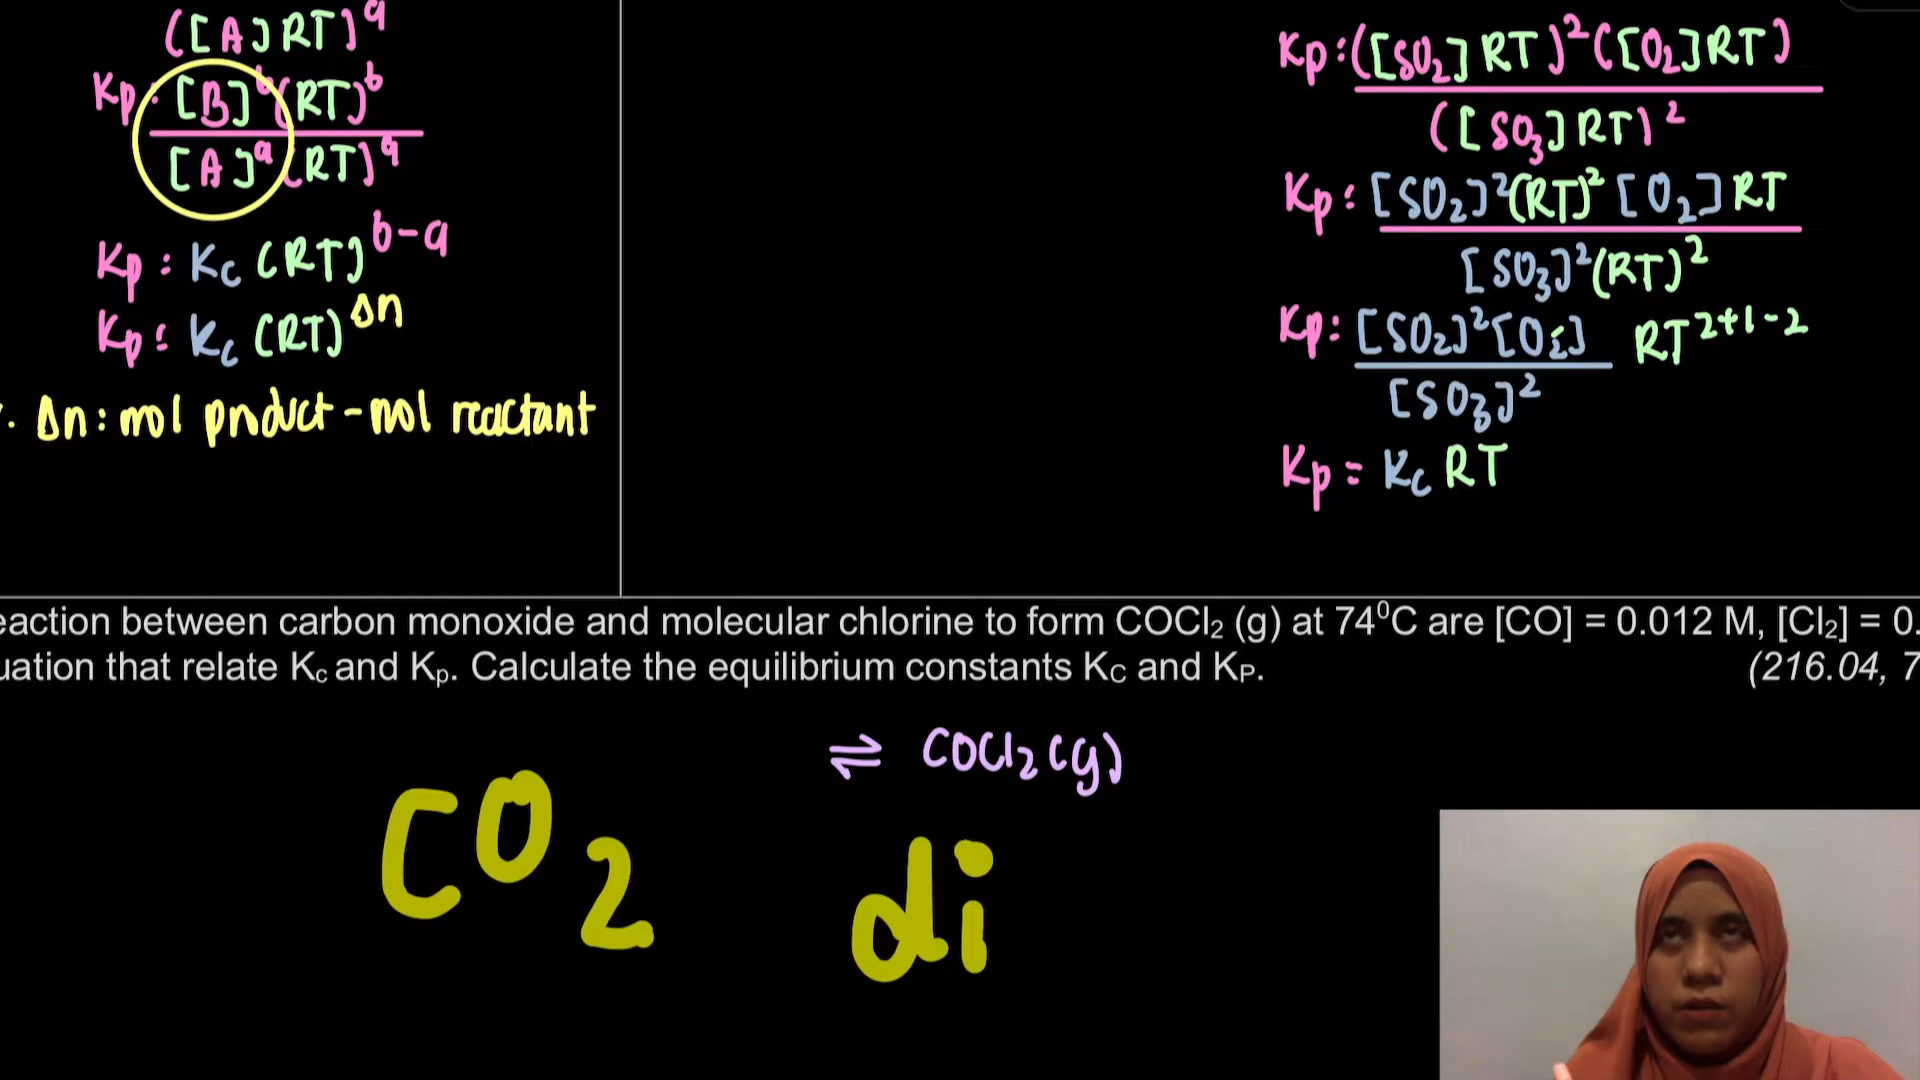 ([A]RT)^a
Kp: [B]^b(RT)^b
[A]^a(RT)^a
Kp: Kc (RT)^b-a
Kp: Kc (RT)^Δn
Δn: mol product - mol reactant
Kp: ([SO₂]RT)²([O₂]RT)
([SO₃]RT)²
Kp: [SO₂]²(RT)² [O₂] RT
[SO₃]²(RT)²
Kp: [SO₂]²[O₂] RT^2+1-2
[SO₃]²
Kp = Kc RT
eaction between carbon monoxide and molecular chlorine to form COCl₂ (g) at 74⁰C are [CO] = 0.012 M, [Cl₂] = 0.
uation that relate Kc and Kp. Calculate the equilibrium constants KC and KP. (216.04, 7
⇌ COCl₂(g)
CO₂ di